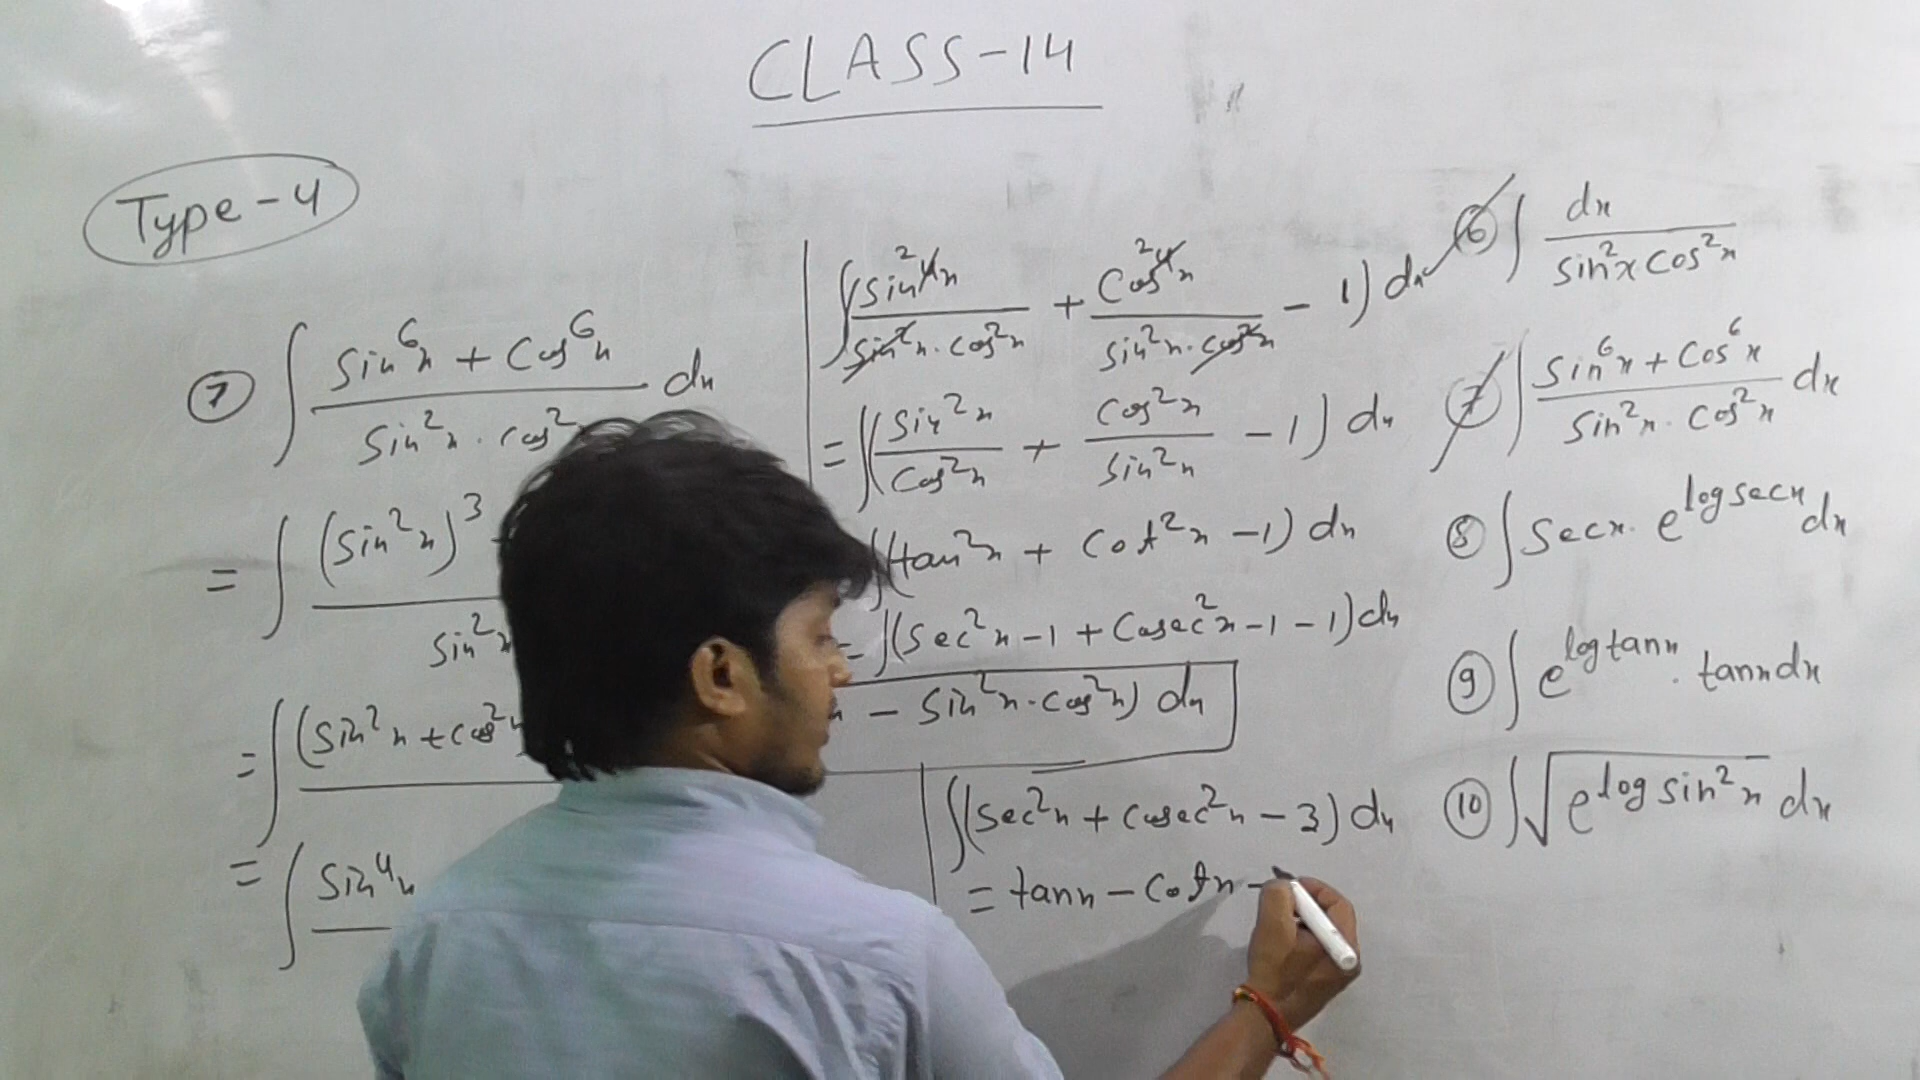 CLASS-14
Type-4
⑦ ∫ (sin⁶x + cos⁶x)/(sin²x · cos²) dx
= ∫ (sin²x)³ / sin²x
= ∫ (sin²x + cos²x
= ∫ sin⁴x
∫(sin⁴x/(sin²x · cos²x) + cos⁴x/(sin²x · cos²x) - 1) dx
= ∫(sin²x/cos²x + cos²x/sin²x - 1) dx
∫(tan²x + cot²x - 1) dx
= ∫(sec²x - 1 + cosec²x - 1 - 1) dx
- sin²x · cos²x) dx
∫(sec²x + cosec²x - 3) dx
= tanx - cotx -
⑥ ∫ dx/(sin²x cos²x)
⑦ ∫ (sin⁶x + cos⁶x)/(sin²x · cos²x) dx
⑧ ∫ secx · e^(log secx) dx
⑨ ∫ e^(log tanx) · tanx dx
⑩ ∫ √(e^(log sin²x)) dx